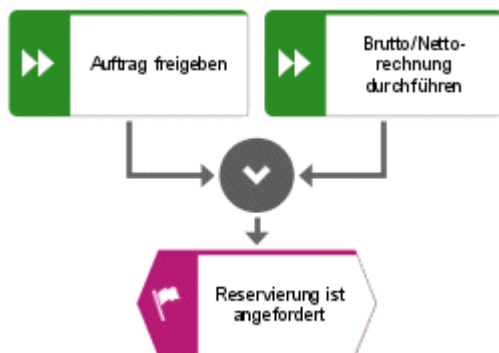 Auftrag freigeben
Brutto/Netto-
rechnung
durchführen
Reservierung ist
angefordert